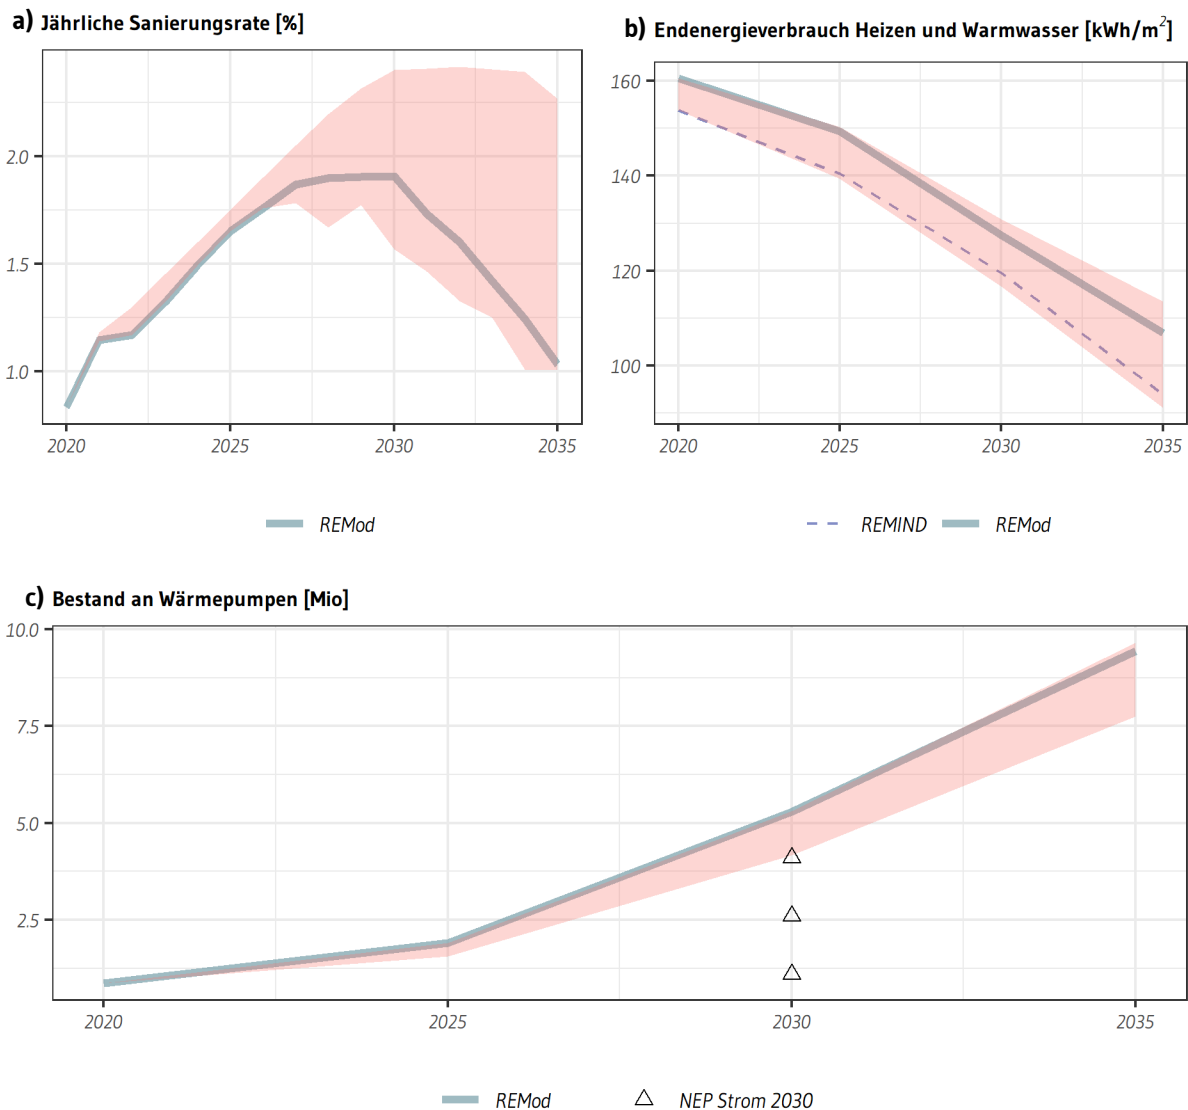 a) Jährliche Sanierungsrate [%]
2.0
1.5
1.0
2020 2025 2030 2035
REMod
b) Endenergieverbrauch Heizen und Warmwasser [kWh/m²]
160
140
120
100
2020 2025 2030 2035
REMIND REMod
c) Bestand an Wärmepumpen [Mio]
10.0
7.5
5.0
2.5
2020 2025 2030 2035
REMod NEP Strom 2030